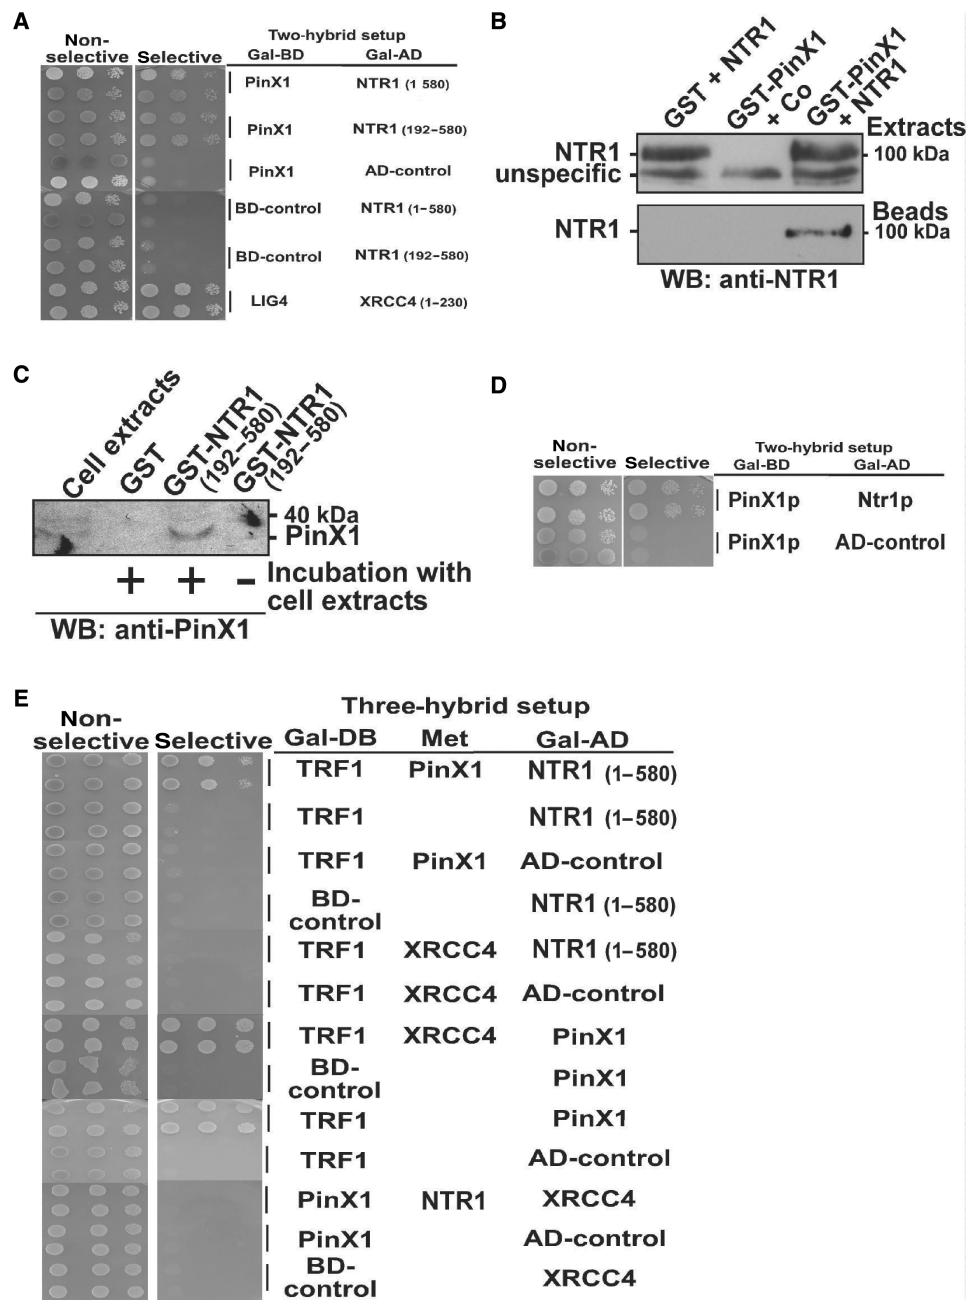 A
Non-
selective
Selective
Two-hybrid setup
Gal-BD
Gal-AD
PinX1
NTR1 (1 580)
PinX1
NTR1 (192–580)
PinX1
AD-control
BD-control
NTR1 (1–580)
BD-control
NTR1 (192–580)
LIG4
XRCC4 (1–230)
B
GST + NTR1
GST-PinX1
+ Co
GST-PinX1
+ NTR1
Extracts
NTR1
unspecific
100 kDa
Beads
NTR1
100 kDa
WB: anti-NTR1
C
Cell extracts
GST
GST-NTR1
(192–580)
GST-NTR1
(192–580)
40 kDa
PinX1
+ + –
Incubation with
cell extracts
WB: anti-PinX1
D
Non-
selective
Selective
Two-hybrid setup
Gal-BD
Gal-AD
PinX1p
Ntr1p
PinX1p
AD-control
E
Non-
selective
Selective
Three-hybrid setup
Gal-DB
Met
Gal-AD
TRF1 PinX1 NTR1 (1–580)
TRF1 NTR1 (1–580)
TRF1 PinX1 AD-control
BD-
control
NTR1 (1–580)
TRF1 XRCC4 NTR1 (1–580)
TRF1 XRCC4 AD-control
TRF1 XRCC4 PinX1
BD-
control
PinX1
TRF1 PinX1
TRF1 AD-control
PinX1 NTR1 XRCC4
PinX1 AD-control
BD-
control
XRCC4